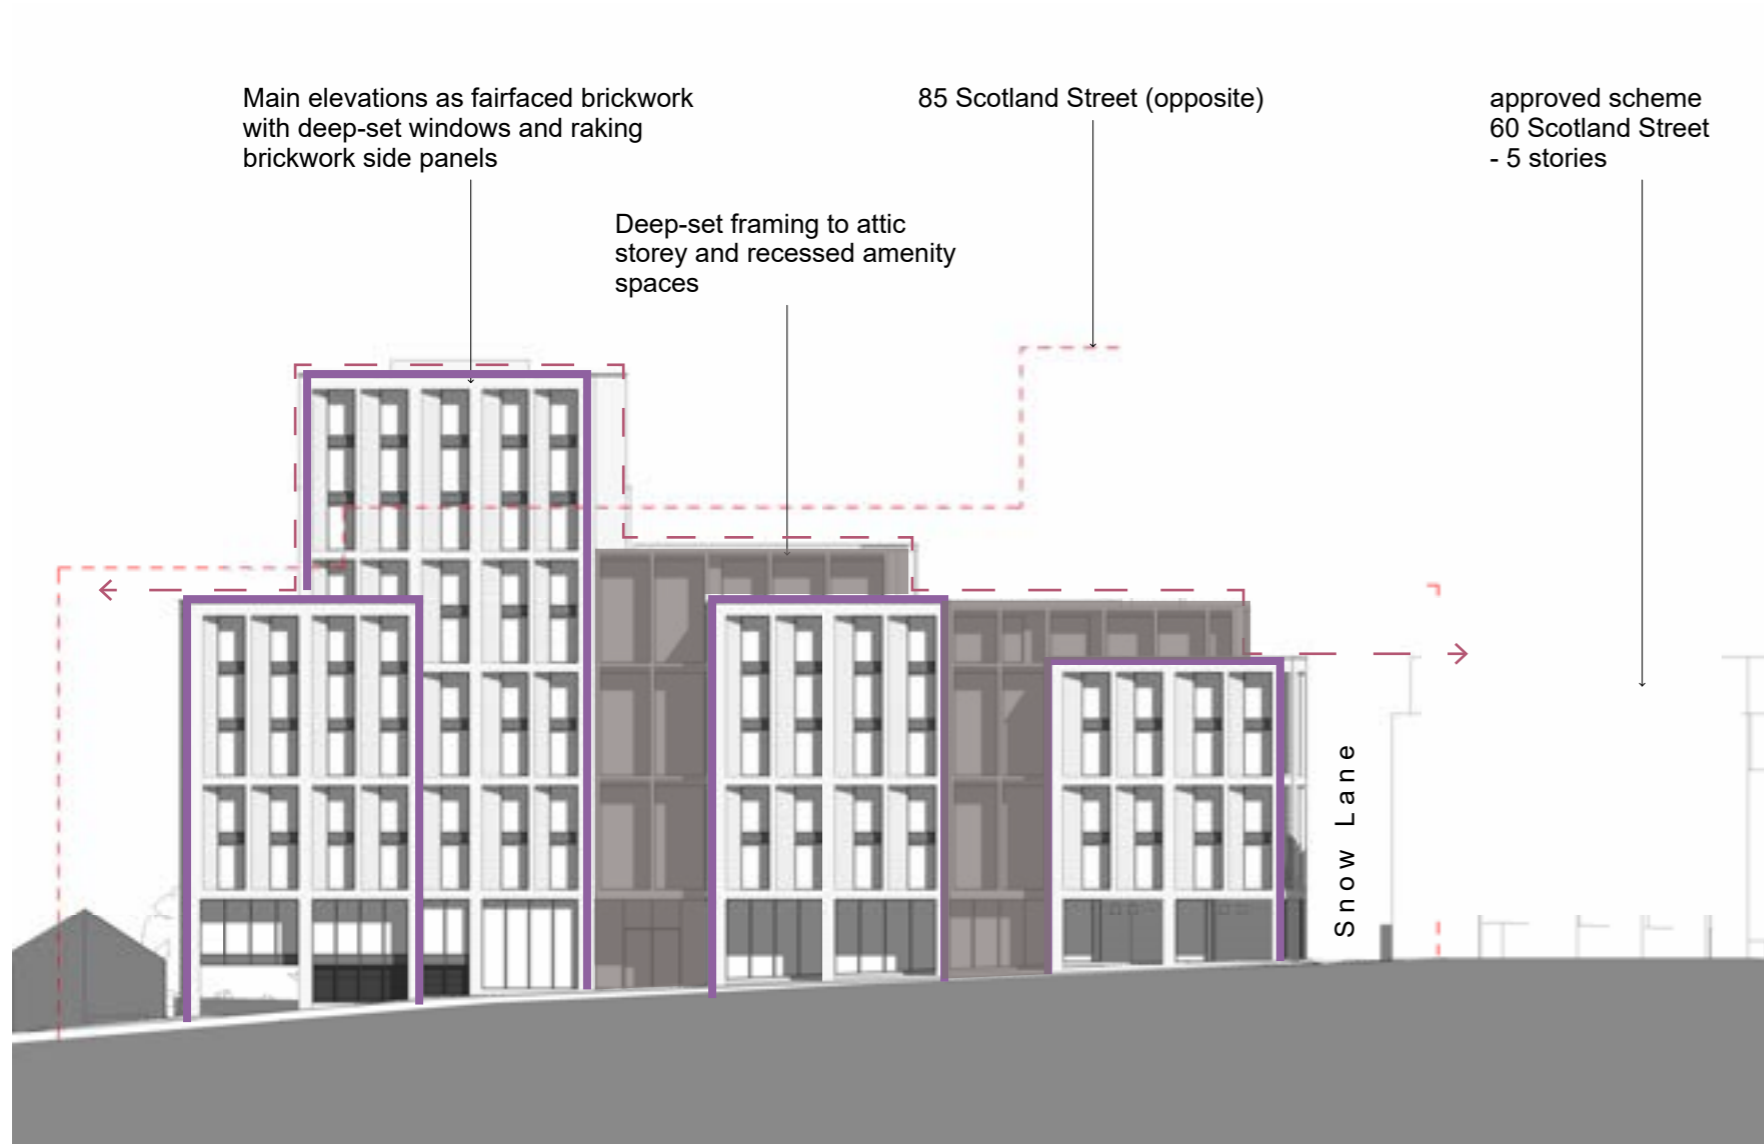 Main elevations as fairfaced brickwork
with deep-set windows and raking
brickwork side panels
85 Scotland Street (opposite)
approved scheme
60 Scotland Street
- 5 stories
Deep-set framing to attic
storey and recessed amenity
spaces
Snow Lane